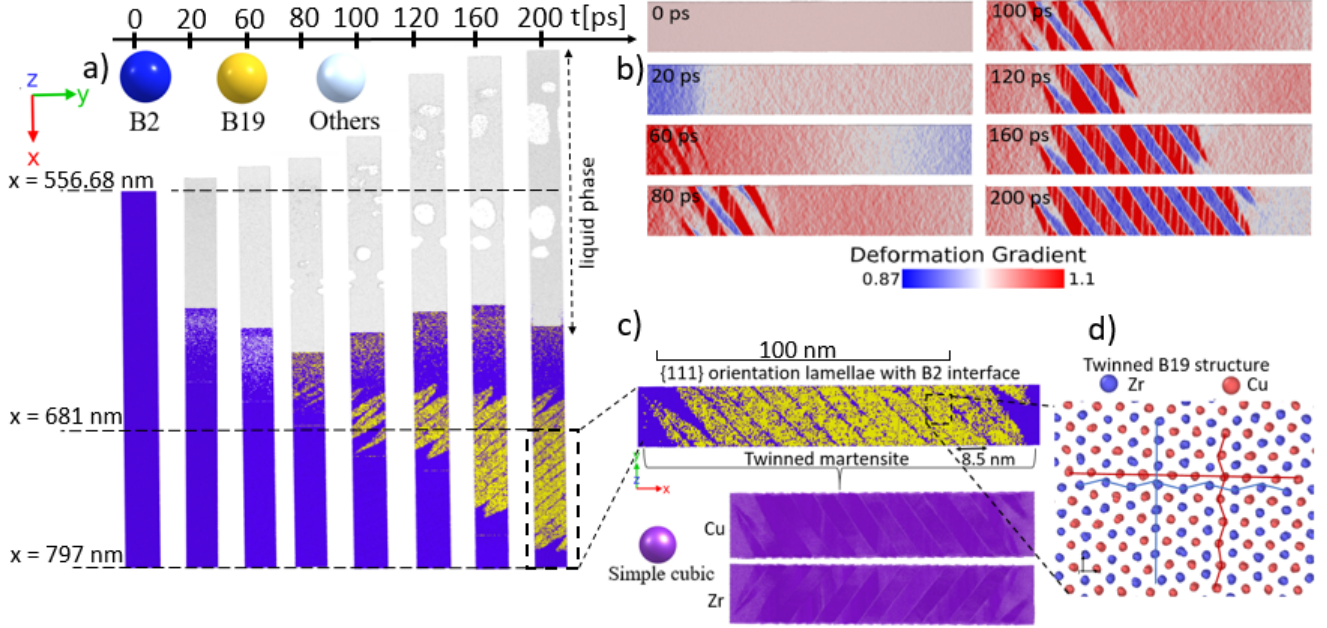 0 20 60 80 100 120 160 200 t[ps]
a)
z
y
x
B2 B19 Others
x = 556.68 nm
x = 681 nm
x = 797 nm
liquid phase
b)
0 ps
20 ps
60 ps
80 ps
100 ps
120 ps
160 ps
200 ps
Deformation Gradient
0.87 1.1
c)
100 nm
{111} orientation lamellae with B2 interface
8.5 nm
Twinned martensite
y
z
x
Cu
Simple cubic
Zr
d)
Twinned B19 structure
Zr Cu